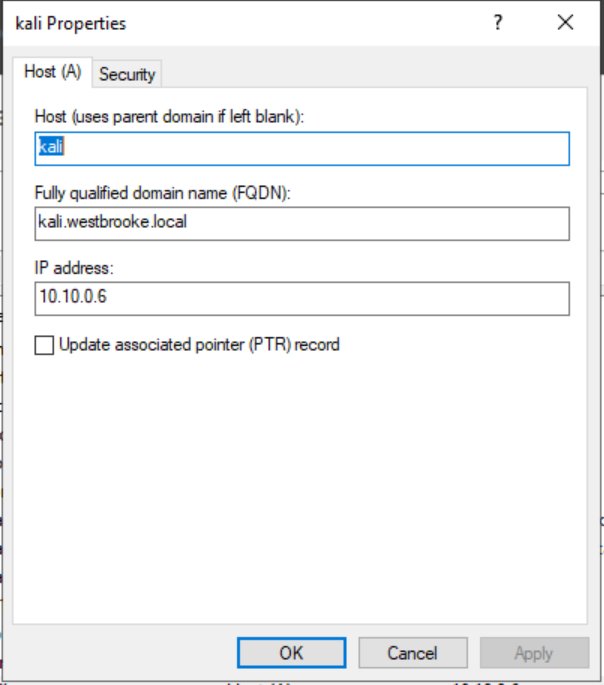 kali Properties
?
Host (A)
Security
Host (uses parent domain if left blank):
kali
Fully qualified domain name (FQDN):
kali.westbrooke.local
IP address:
10.10.0.6
Update associated pointer (PTR) record
OK
Cancel
Apply